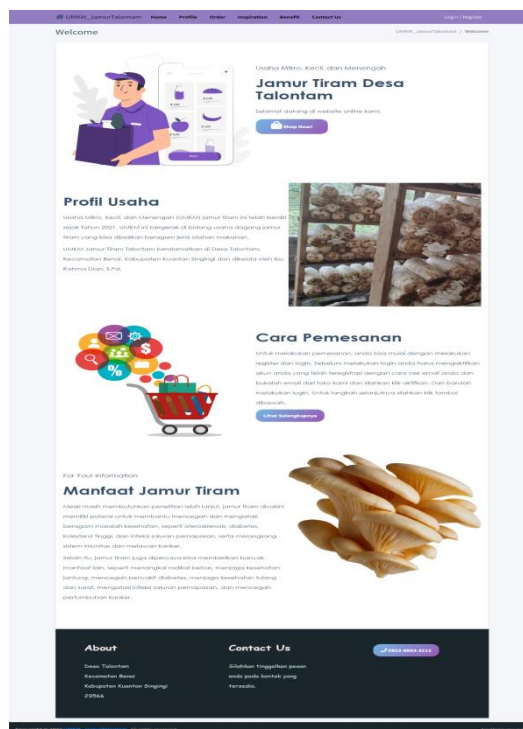 UMKM_JamurTalontam Home Profile Order Inspiration Benefit Contact Us Login / Register
Welcome UMKM_JamurTalontam / Welcome
Usaha Mikro, Kecil, dan Menengah
Jamur Tiram Desa
Talontam
Selamat datang di website online kami.
Shop Now!
Profil Usaha
Usaha Mikro, Kecil, dan Menengah (UMKM) jamur tiram ini telah berdiri
sejak tahun 2021. UMKM ini bergerak di bidang usaha dagang jamur
tiram yang bisa dijadikan beragam jenis olahan makanan.
UMKM Jamur Tiram Talontam beralamatkan di Desa Talontam,
Kecamatan Benai, Kabupaten Kuantan Singingi dan dikelola oleh Ibu
Rahma Dian, S.Pd.
Cara Pemesanan
Untuk melakukan pemesanan, anda bisa mulai dengan melakukan
register dan login. Sebelum melakukan login anda harus mengaktifkan
akun anda yang telah teregistrasi dengan cara cek email anda dan
bukalah email dari toko kami dan silahkan klik aktifkan. Dan barulah
melakukan login. Untuk langkah selanjutnya silahkan klik tombol
dibawah.
Lihat Selengkapnya
For Your Information
Manfaat Jamur Tiram
Meski masih membutuhkan penelitian lebih lanjut, jamur tiram diyakini
memiliki potensi untuk membantu mencegah dan mengatasi
beragam masalah kesehatan, seperti aterosklerosis, diabetes,
kolesterol tinggi, dan infeksi saluran pernapasan, serta merangsang
sistem imunitas dan melawan kanker.
Selain itu, jamur tiram juga dipercaya bisa memberikan banyak
manfaat lain, seperti menangkal radikal bebas, menjaga kesehatan
jantung, mencegah penyakit diabetes, menjaga kesehatan tulang
dan saraf, mengatasi infeksi saluran pernapasan, dan mencegah
pertumbuhan kanker.
About
Desa Talontam
Kecamatan Benai
Kabupaten Kuantan Singingi
29566
Contact Us
Silahkan tinggalkan pesan
anda pada kontak yang
tersedia.